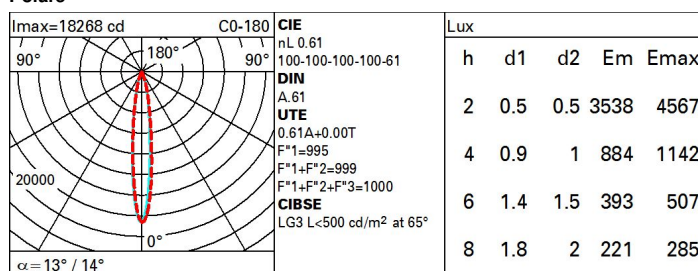 Imax=18268 cd C0-180
90° 180° 90°
20000
0°
α=13° / 14°
CIE
nL 0.61
100-100-100-100-61
DIN
A.61
UTE
0.61A+0.00T
F"1=995
F"1+F"2=999
F"1+F"2+F"3=1000
CIBSE
LG3 L<500 cd/m² at 65°
Lux
h d1 d2 Em Emax
2 0.5 0.5 3538 4567
4 0.9 1 884 1142
6 1.4 1.5 393 507
8 1.8 2 221 285